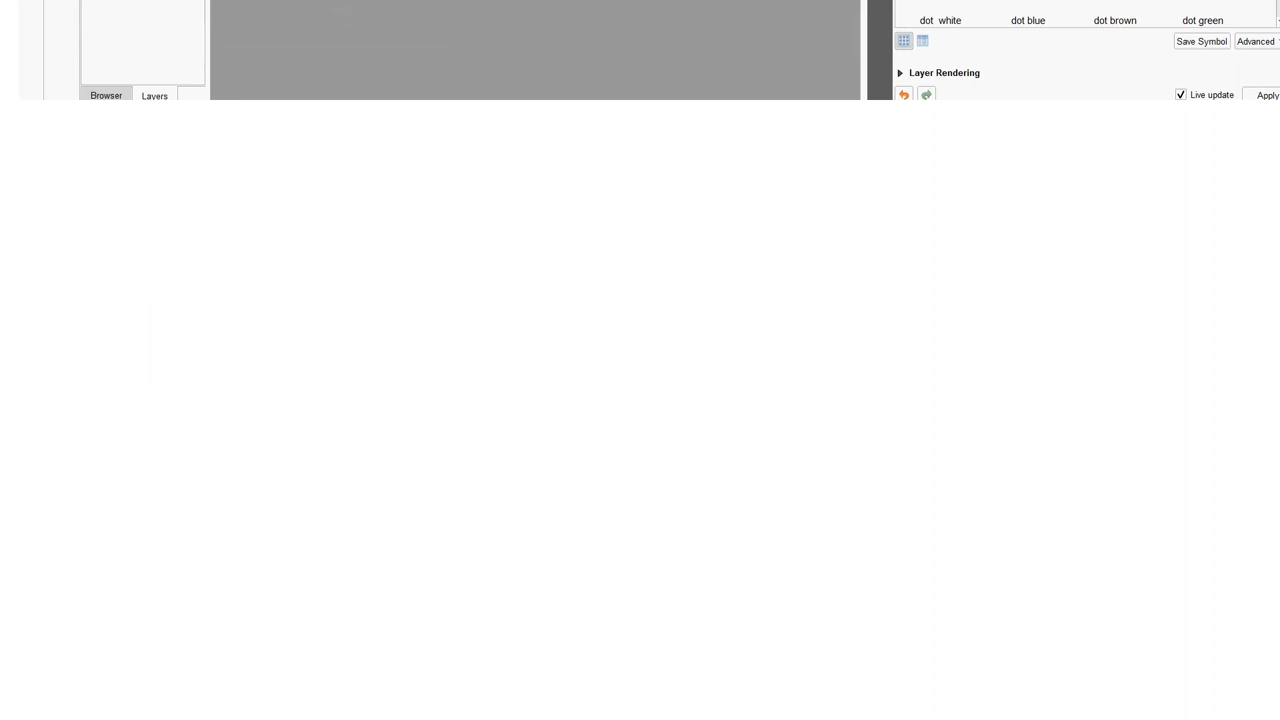 dot  white dot blue dot brown dot green
Save Symbol Advanced
Layer Rendering
Browser Layers Live update Apply